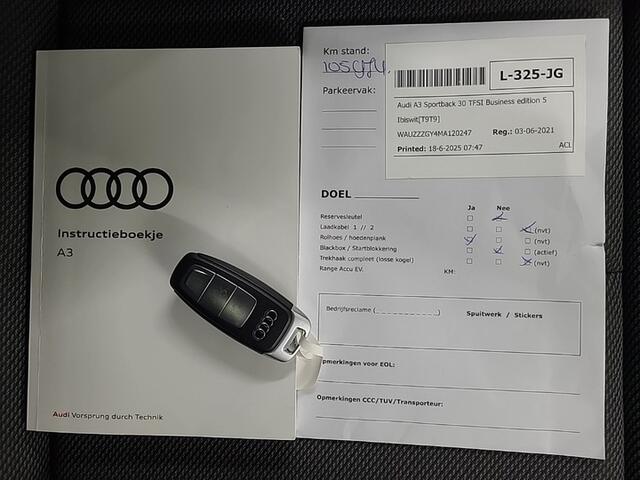 Instructieboekje
A3
Audi Vorsprung durch Technik
Km stand:
Parkeervak:
L-325-JG
Audi A3 Sportback 30 TFSI Business edition 5
Ibiswit[T9T9]
WAUZZZGY4MA120247 Reg.: 03-06-2021
Printed: 18-6-2025 07:47 ACL
DOEL
Ja Nee
Reservesleutel
Laadkabel 1 // 2 (nvt)
Rolhoes / hoedenplank (nvt)
Blackbox / Startblokkering (actief)
Trekhaak compleet (losse kogel) (nvt)
Range Accu EV. KM:
Bedrijfsreclame (_ _ _ _ _ _ _ _ _ _ _) Spuitwerk / Stickers
pmerkingen voor EOL:
Opmerkingen CCC/TUV/Transporteur: